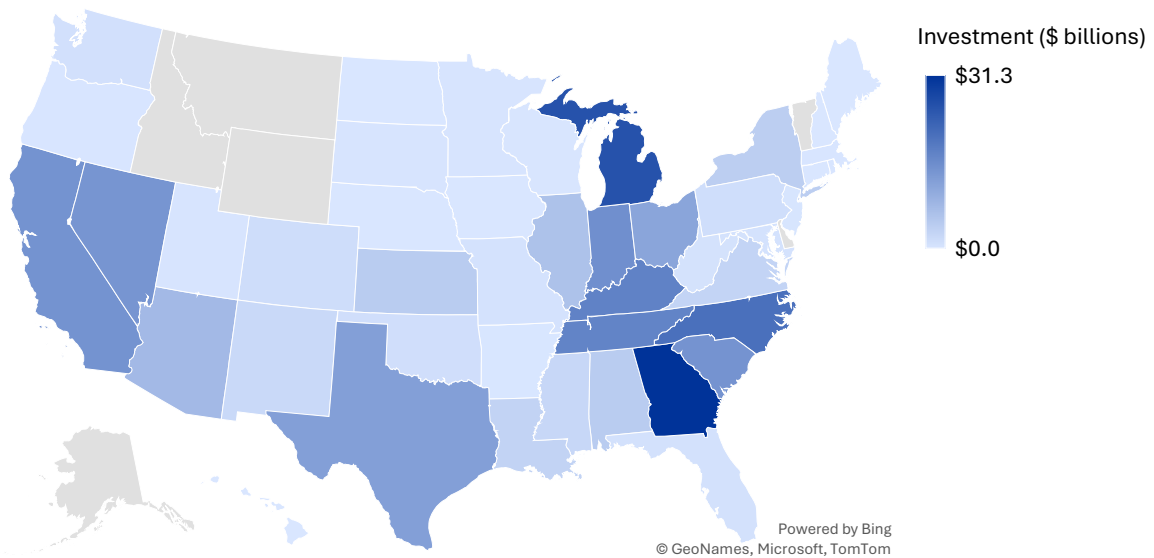 Investment ($ billions)
$31.3
$0.0
Powered by Bing
© GeoNames, Microsoft, TomTom